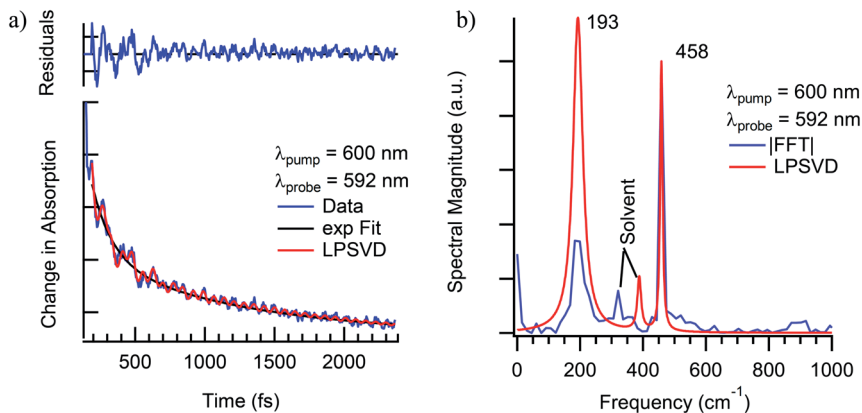 a)
Residuals
Change in Absorption
λpump = 600 nm
λprobe = 592 nm
Data
exp Fit
LPSVD
500 1000 1500 2000
Time (fs)
b)
193
458
λpump = 600 nm
λprobe = 592 nm
|FFT|
LPSVD
Solvent
Spectral Magnitude (a.u.)
0 200 400 600 800 1000
Frequency (cm⁻¹)